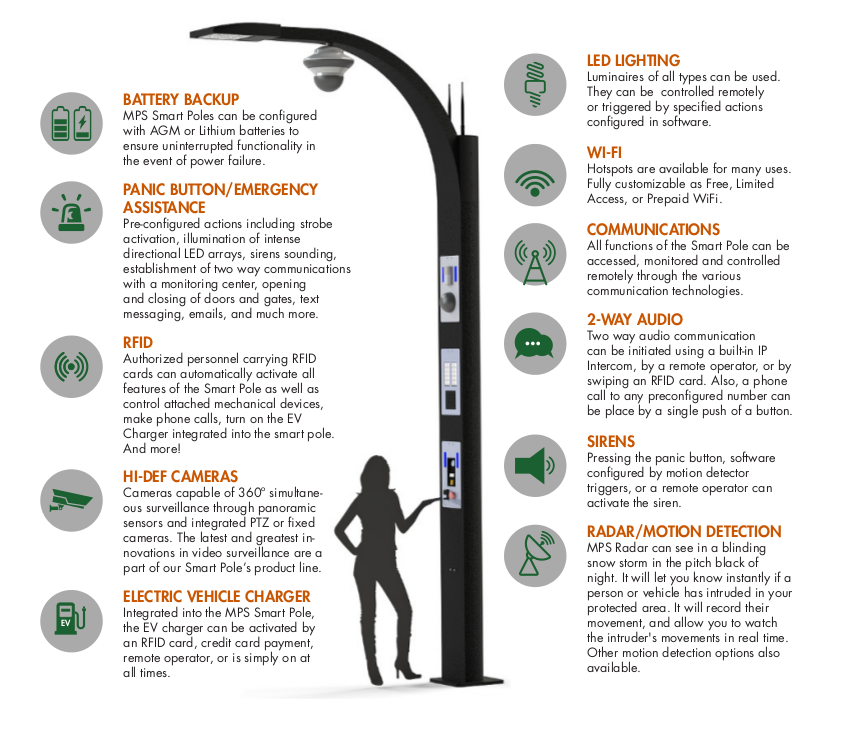 BATTERY BACKUP
MPS Smart Poles can be configured
with AGM or Lithium batteries to
ensure uninterrupted functionality in
the event of power failure.
PANIC BUTTON/EMERGENCY
ASSISTANCE
Pre-configured actions including strobe
activation, illumination of intense
directional LED arrays, sirens sounding,
establishment of two way communications
with a monitoring center, opening
and closing of doors and gates, text
messaging, emails, and much more.
RFID
Authorized personnel carrying RFID
cards can automatically activate all
features of the Smart Pole as well as
control attached mechanical devices,
make phone calls, turn on the EV
Charger integrated into the smart pole.
And more!
HI-DEF CAMERAS
Cameras capable of 360° simultane-
ous surveillance through panoramic
sensors and integrated PTZ or fixed
cameras. The latest and greatest in-
novations in video surveillance are a
part of our Smart Pole's product line.
EV
ELECTRIC VEHICLE CHARGER
Integrated into the MPS Smart Pole,
the EV charger can be activated by
an RFID card, credit card payment,
remote operator, or is simply on at
all times.
LED LIGHTING
Luminaires of all types can be used.
They can be controlled remotely
or triggered by specified actions
configured in software.
WI-FI
Hotspots are available for many uses.
Fully customizable as Free, Limited
Access, or Prepaid WiFi.
COMMUNICATIONS
All functions of the Smart Pole can be
accessed, monitored and controlled
remotely through the various
communication technologies.
2-WAY AUDIO
Two way audio communication
can be initiated using a built-in IP
Intercom, by a remote operator, or by
swiping an RFID card. Also, a phone
call to any preconfigured number can
be place by a single push of a button.
SIRENS
Pressing the panic button, software
configured by motion detector
triggers, or a remote operator can
activate the siren.
RADAR/MOTION DETECTION
MPS Radar can see in a blinding
snow storm in the pitch black of
night. It will let you know instantly if a
person or vehicle has intruded in your
protected area. It will record their
movement, and allow you to watch
the intruder's movements in real time.
Other motion detection options also
available.